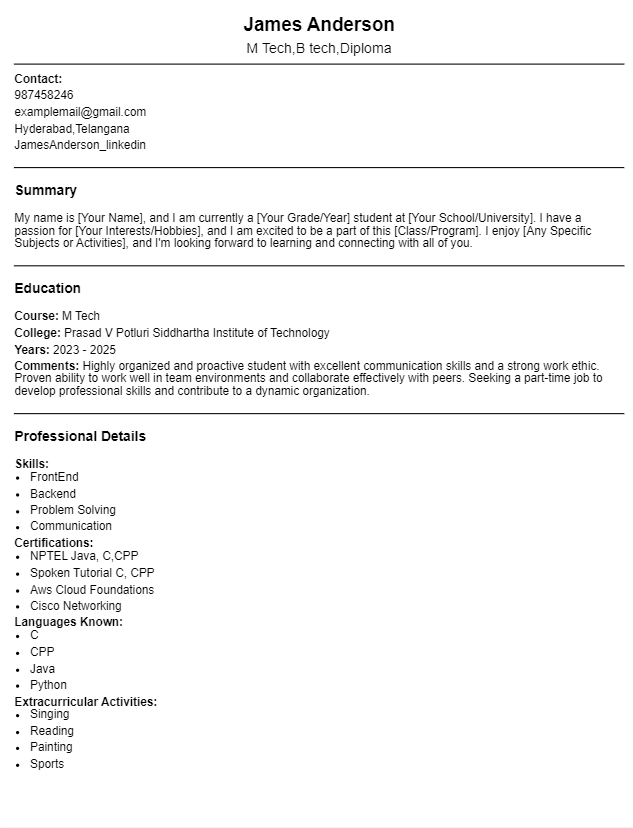 James Anderson
M Tech,B tech,Diploma
Contact:
987458246
examplemail@gmail.com
Hyderabad,Telangana
JamesAnderson_linkedin
Summary
My name is [Your Name], and I am currently a [Your Grade/Year] student at [Your School/University]. I have a
passion for [Your Interests/Hobbies], and I am excited to be a part of this [Class/Program]. I enjoy [Any Specific
Subjects or Activities], and I'm looking forward to learning and connecting with all of you.
Education
Course: M Tech
College: Prasad V Potluri Siddhartha Institute of Technology
Years: 2023 - 2025
Comments: Highly organized and proactive student with excellent communication skills and a strong work ethic.
Proven ability to work well in team environments and collaborate effectively with peers. Seeking a part-time job to
develop professional skills and contribute to a dynamic organization.
Professional Details
Skills:
• FrontEnd
• Backend
• Problem Solving
• Communication
Certifications:
• NPTEL Java, C,CPP
• Spoken Tutorial C, CPP
• Aws Cloud Foundations
• Cisco Networking
Languages Known:
• C
• CPP
• Java
• Python
Extracurricular Activities:
• Singing
• Reading
• Painting
• Sports